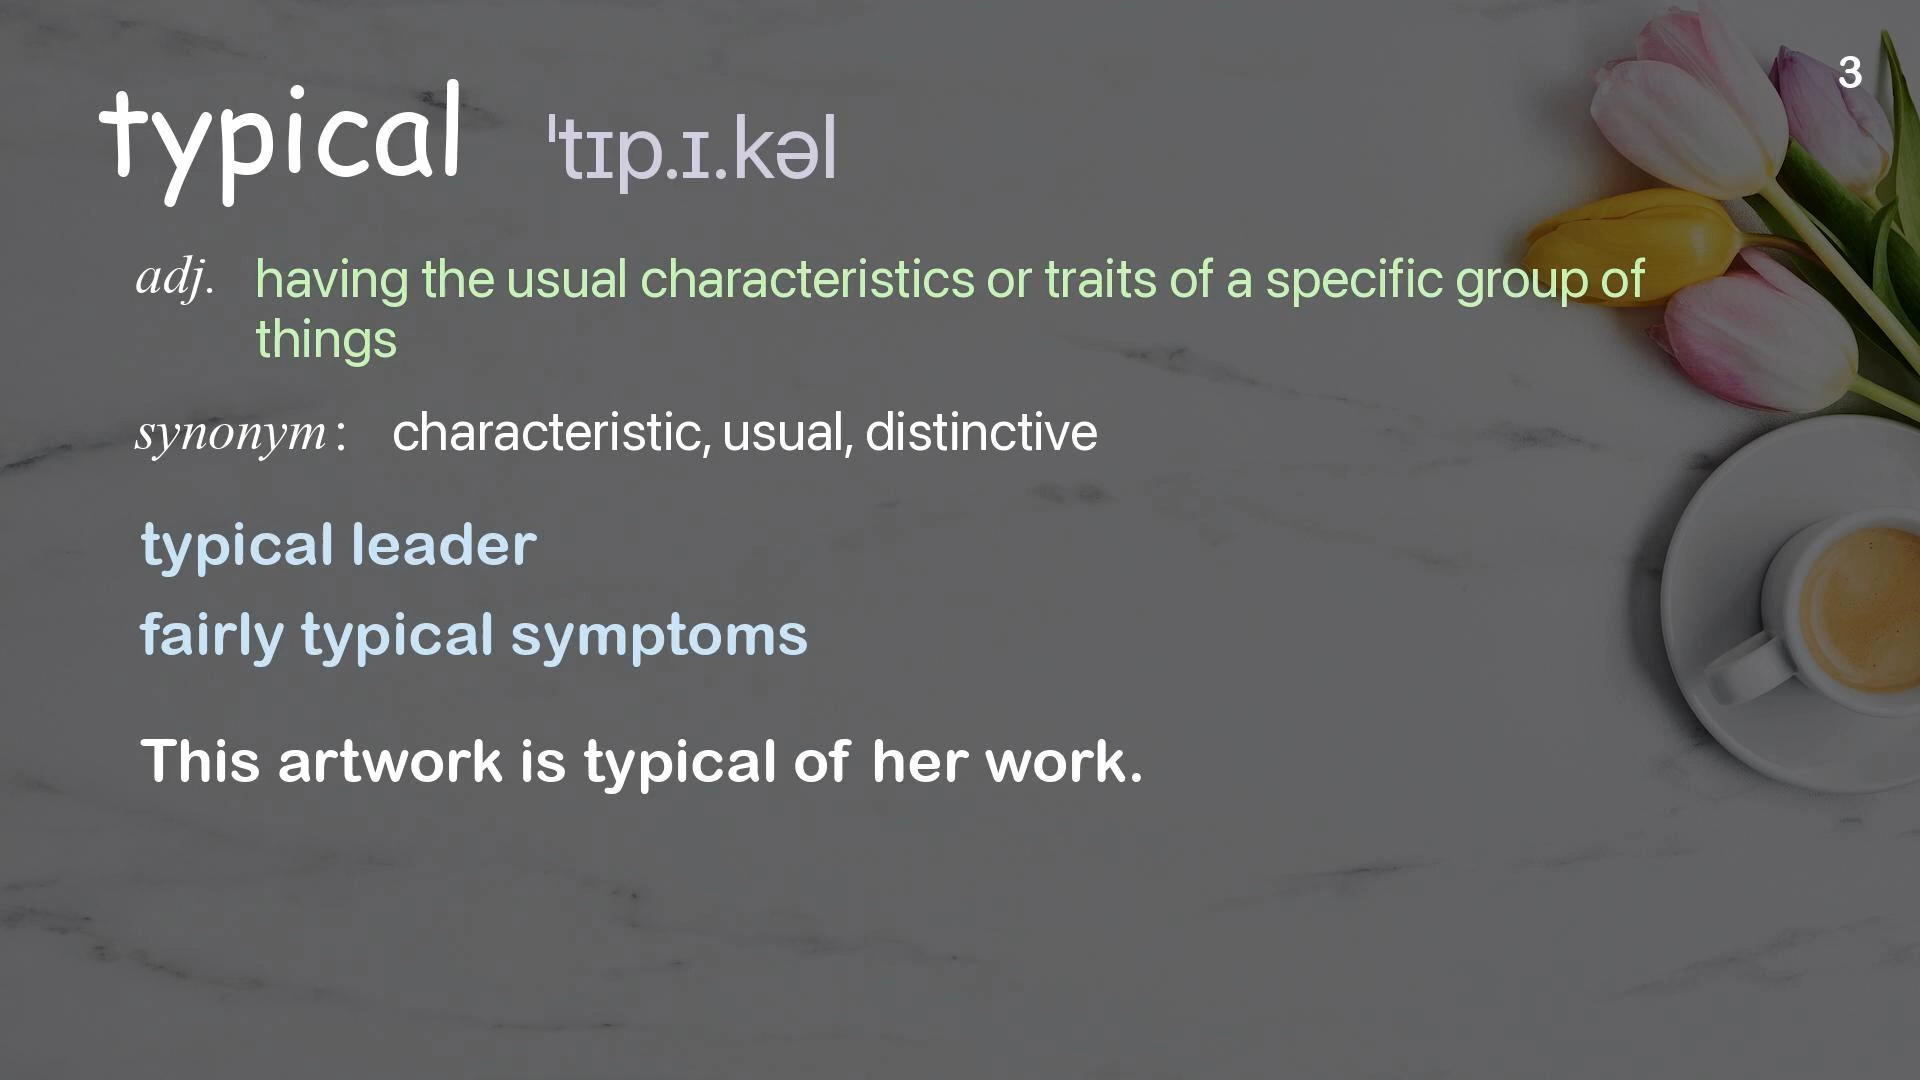 3
typical ˈtɪp.ɪ.kəl
adj. having the usual characteristics or traits of a specific group of
things
synonym: characteristic, usual, distinctive
typical leader
fairly typical symptoms
This artwork is typical of her work.